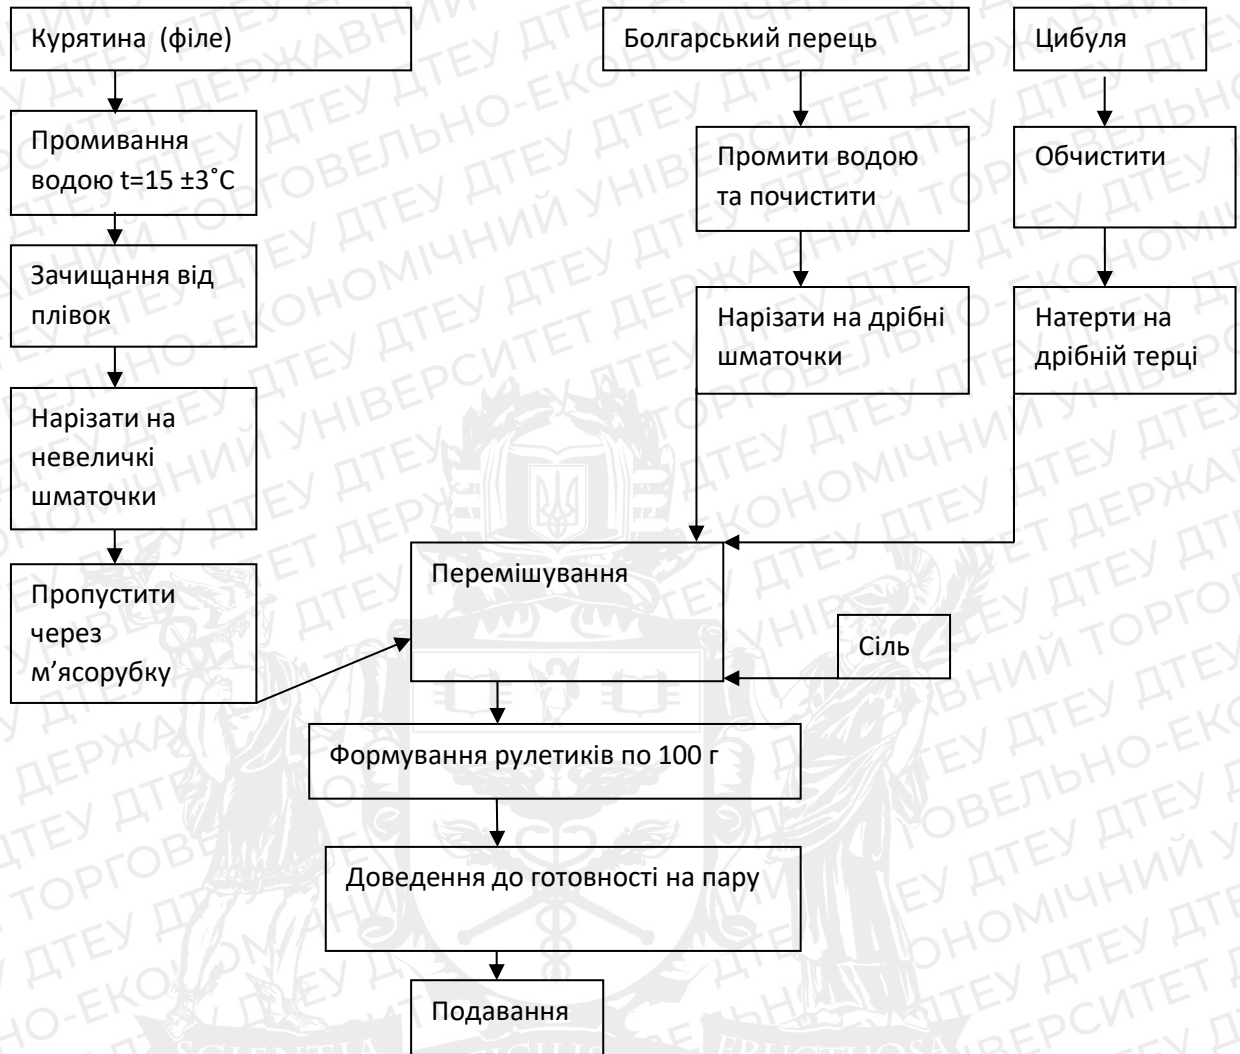 Курятина (філе)
Болгарський перець
Цибуля
Промивання
водою t=15 ±3˚С
Промити водою
та почистити
Обчистити
Зачищання від
плівок
Нарізати на дрібні
шматочки
Натерти на
дрібній терці
Нарізати на
невеличкі
шматочки
Пропустити
через
м’ясорубку
Перемішування
Сіль
Формування рулетиків по 100 г
Доведення до готовності на пару
Подавання